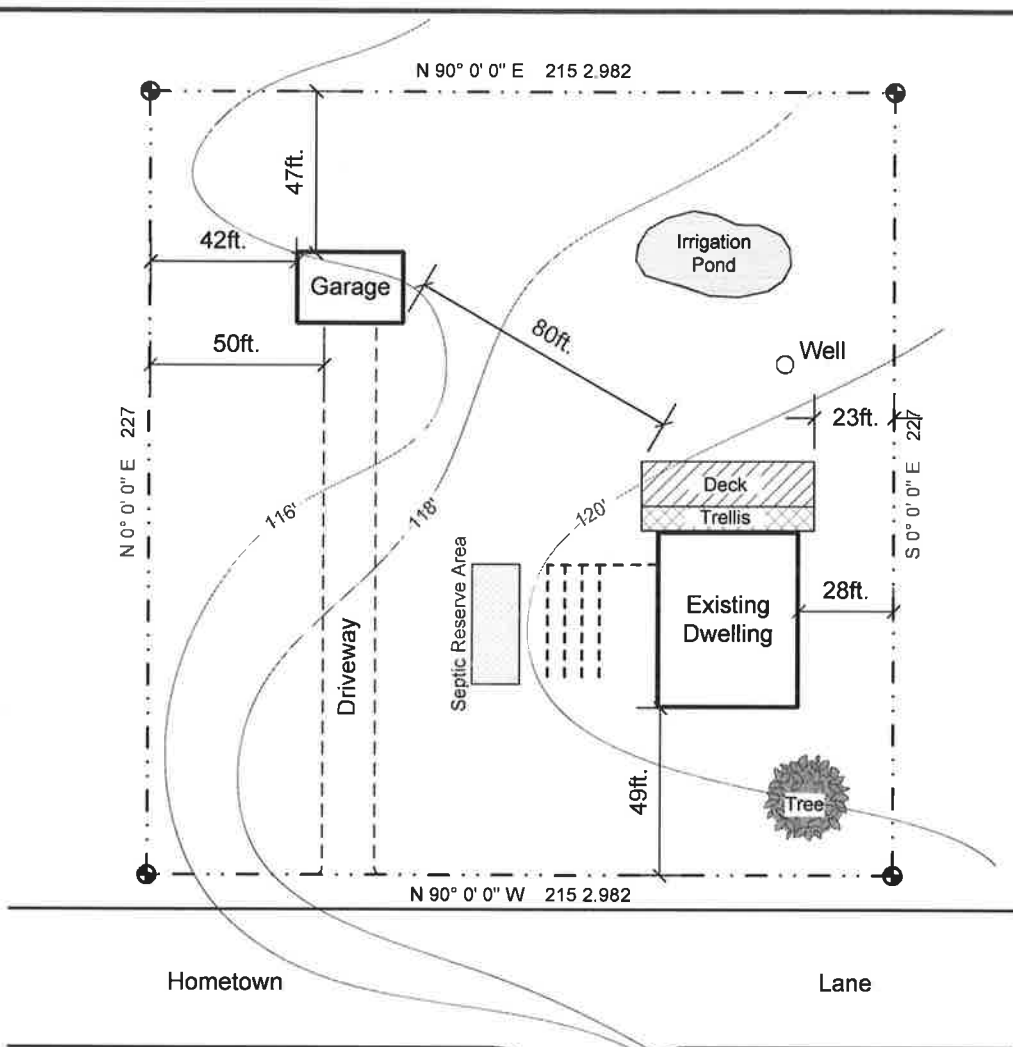 N 90° 0' 0" E 215 2.982
47ft.
42ft.
Garage
Irrigation
Pond
50ft.
80ft.
Well
23ft.
N 0° 0' 0" E 227
S 0° 0' 0" E 227
116'
118'
120'
Deck
Trellis
Septic Reserve Area
Existing
Dwelling
28ft.
Driveway
49ft.
Tree
N 90° 0' 0" W 215 2.982
Hometown
Lane